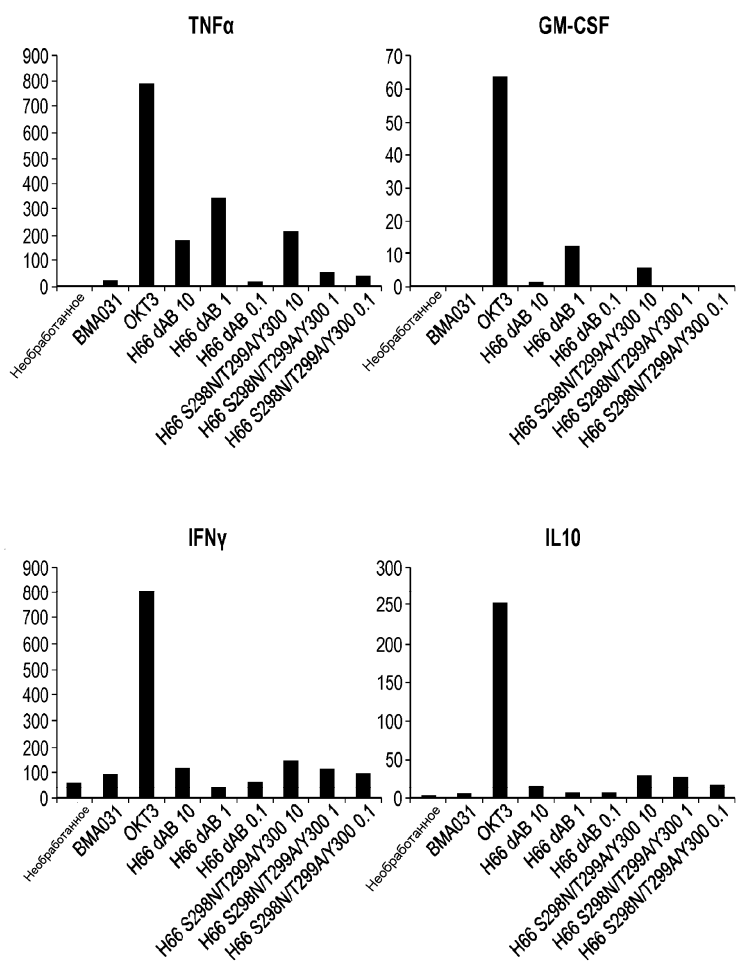 TNFα
900
800
700
600
500
400
300
200
100
0
Необработанное
BMA031
OKT3
H66 dAB 10
H66 dAB 1
H66 dAB 0.1
H66 S298N/T299A/Y300 10
H66 S298N/T299A/Y300 1
H66 S298N/T299A/Y300 0.1
GM-CSF
70
60
50
40
30
20
10
0
Необработанное
BMA031
OKT3
H66 dAB 10
H66 dAB 1
H66 dAB 0.1
H66 S298N/T299A/Y300 10
H66 S298N/T299A/Y300 1
H66 S298N/T299A/Y300 0.1
IFNγ
900
800
700
600
500
400
300
200
100
0
Необработанное
BMA031
OKT3
H66 dAB 10
H66 dAB 1
H66 dAB 0.1
H66 S298N/T299A/Y300 10
H66 S298N/T299A/Y300 1
H66 S298N/T299A/Y300 0.1
IL10
300
250
200
150
100
50
0
Необработанное
BMA031
OKT3
H66 dAB 10
H66 dAB 1
H66 dAB 0.1
H66 S298N/T299A/Y300 10
H66 S298N/T299A/Y300 1
H66 S298N/T299A/Y300 0.1